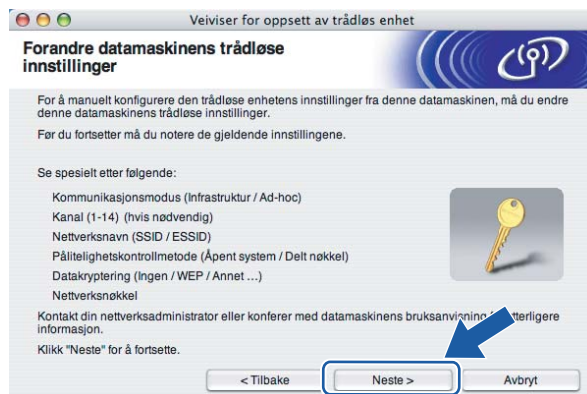 Veiviser for oppsett av trådløs enhet
Forandre datamaskinens trådløse
innstillinger
For å manuelt konfigurere den trådløse enhetens innstillinger fra denne datamaskinen, må du endre
denne datamaskinens trådløse innstillinger.
Før du fortsetter må du notere de gjeldende innstillingene.
Se spesielt etter følgende:
Kommunikasjonsmodus (Infrastruktur / Ad-hoc)
Kanal (1-14) (hvis nødvendig)
Nettverksnavn (SSID / ESSID)
Pålitelighetskontrollmetode (Åpent system / Delt nøkkel)
Datakryptering (Ingen / WEP / Annet ...)
Nettverksnøkkel
Kontakt din nettverksadministrator eller konferer med datamaskinens bruksanvisning
informasjon.
Klikk "Neste" for å fortsette.
< Tilbake
Neste >
Avbryt